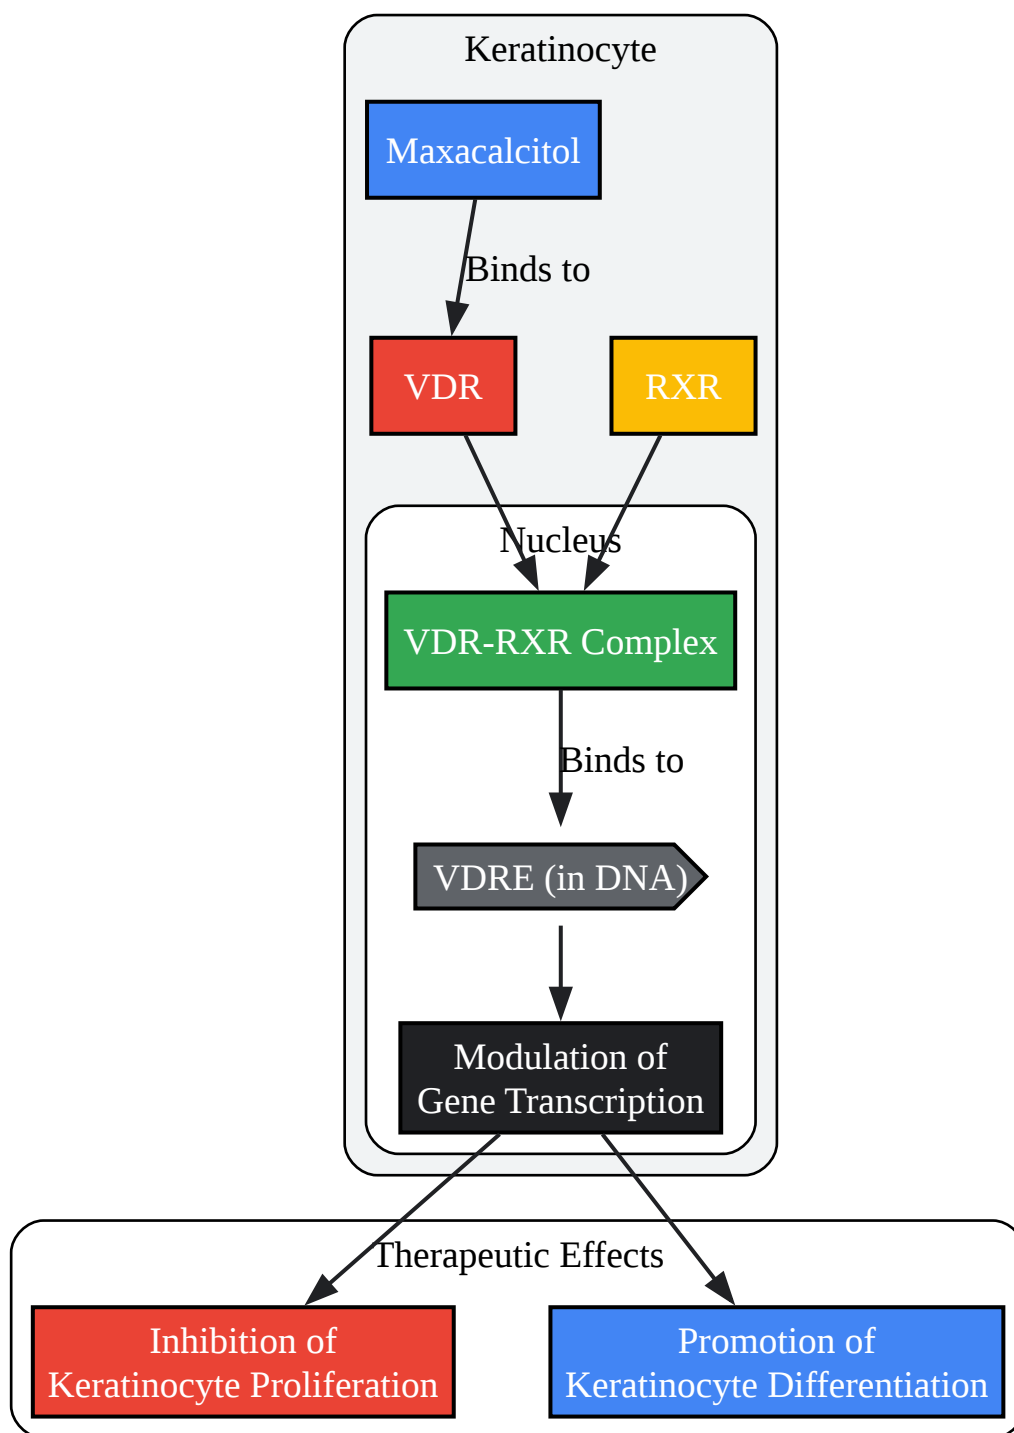 Keratinocyte
Maxacalcitol
Binds to
VDR
RXR
Nucleus
VDR-RXR Complex
Binds to
VDRE (in DNA)
Modulation of
Gene Transcription
Therapeutic Effects
Inhibition of
Keratinocyte Proliferation
Promotion of
Keratinocyte Differentiation